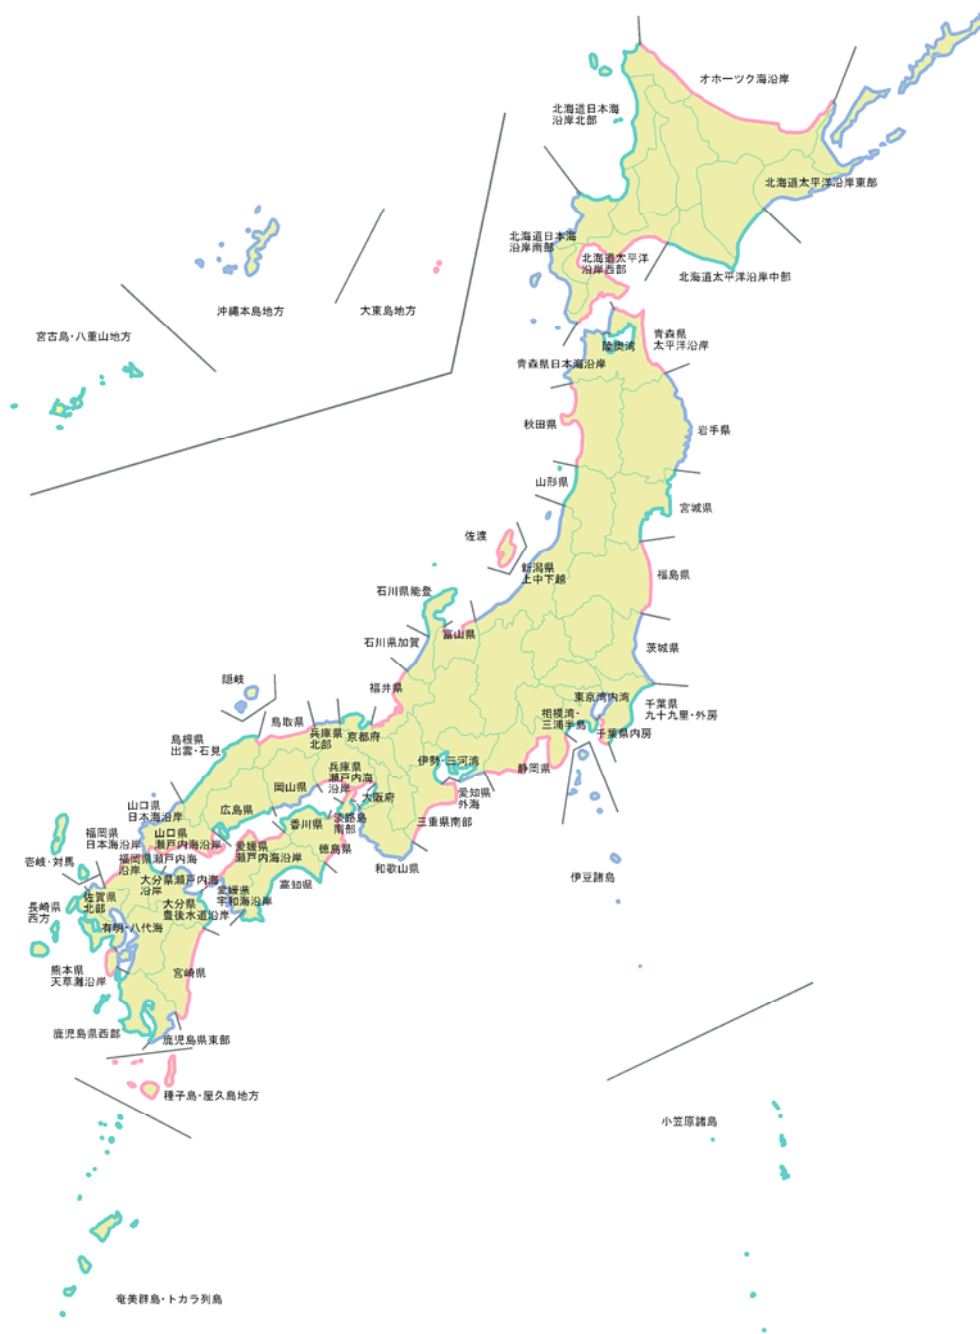 オホーツク海沿岸
北海道日本海
沿岸北部
北海道太平洋沿岸東部
北海道日本海
沿岸南部
北海道太平洋
沿岸西部
北海道太平洋沿岸中部
沖縄本島地方
大東島地方
宮古島・八重山地方
青森県
太平洋沿岸
陸奥湾
青森県日本海沿岸
秋田県
岩手県
山形県
宮城県
佐渡
新潟県
上中下越
福島県
石川県能登
富山県
石川県加賀
茨城県
隠岐
福井県
東京湾内湾
千葉県
九十九里・外房
相模湾・
三浦半島
千葉県内房
鳥取県
兵庫県
北部
京都府
島根県
出雲・石見
伊勢・三河湾
静岡県
兵庫県
瀬戸内海
沿岸
岡山県
愛知県
外海
大阪府
山口県
日本海沿岸
広島県
淡路島
南部
香川県
三重県南部
福岡県
日本海沿岸
山口県
瀬戸内海沿岸
愛媛県
瀬戸内海沿岸
徳島県
壱岐・対馬
福岡県瀬戸内海
沿岸
和歌山県
大分県瀬戸内海
沿岸
高知県
伊豆諸島
佐賀県
北部
愛媛県
宇和海沿岸
長崎県
西方
大分県
豊後水道沿岸
有明・八代海
熊本県
天草灘沿岸
宮崎県
鹿児島県西部
鹿児島県東部
種子島・屋久島地方
小笠原諸島
奄美群島・トカラ列島